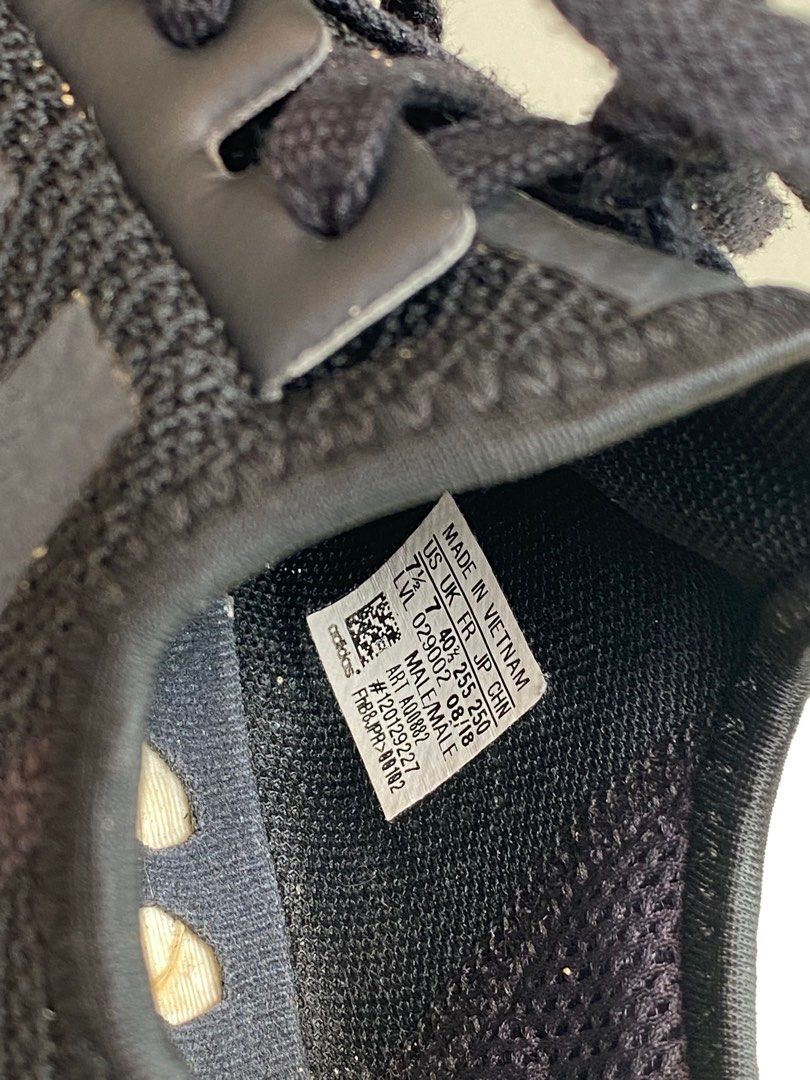 MADE IN VIETNAM
US UK FR JP CHN
7½ 7 40⅔ 255 250
LVL 029002 08/18
MALE/MALE
ART AQ0882
#120129227
adidas